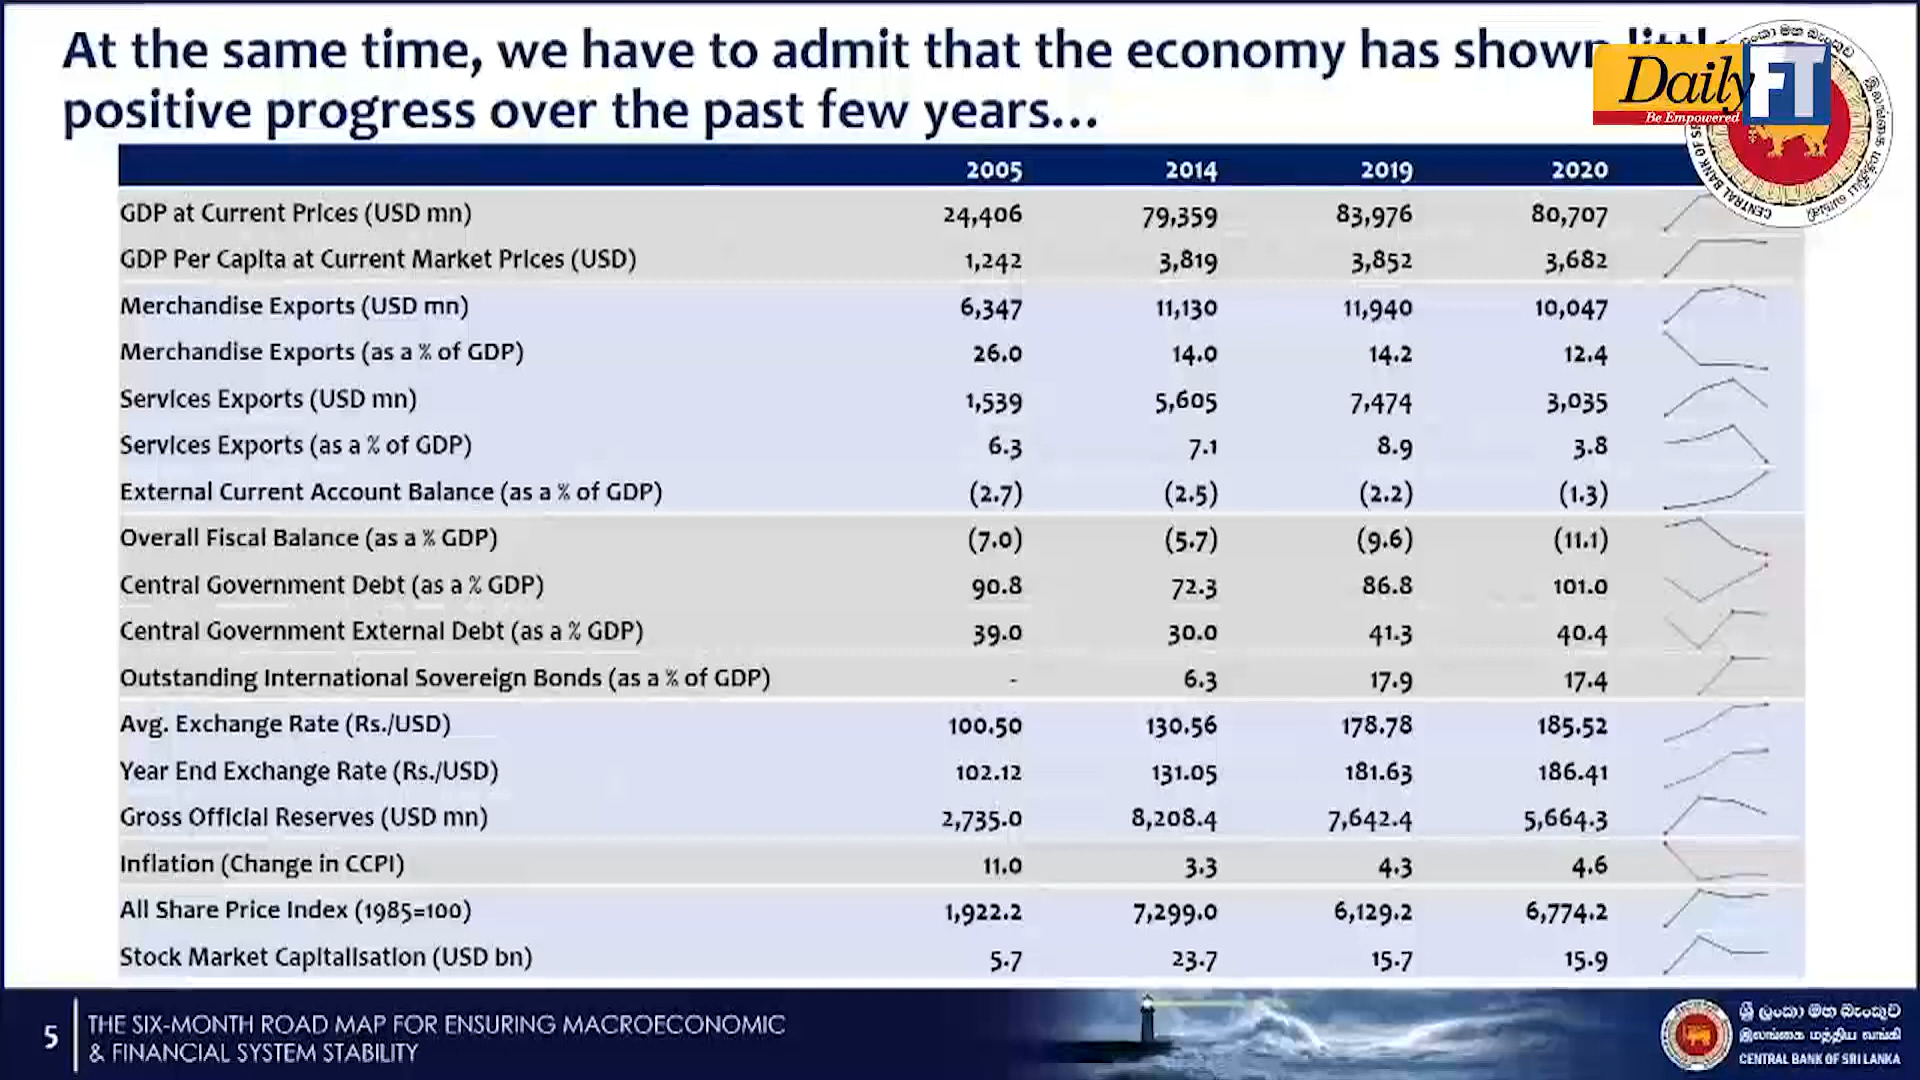 At the same time, we have to admit that the economy has shown
Daily FT
Be Empowered
positive progress over the past few years...
2005 2014 2019 2020
GDP at Current Prices (USD mn) 24,406 79,359 83,976 80,707
GDP Per Capita at Current Market Prices (USD) 1,242 3,819 3,852 3,682
Merchandise Exports (USD mn) 6,347 11,130 11,940 10,047
Merchandise Exports (as a % of GDP) 26.0 14.0 14.2 12.4
Services Exports (USD mn) 1,539 5,605 7,474 3,035
Services Exports (as a % of GDP) 6.3 7.1 8.9 3.8
External Current Account Balance (as a % of GDP) (2.7) (2.5) (2.2) (1.3)
Overall Fiscal Balance (as a % GDP) (7.0) (5.7) (9.6) (11.1)
Central Government Debt (as a % GDP) 90.8 72.3 86.8 101.0
Central Government External Debt (as a % GDP) 39.0 30.0 41.3 40.4
Outstanding International Sovereign Bonds (as a % of GDP) - 6.3 17.9 17.4
Avg. Exchange Rate (Rs./USD) 100.50 130.56 178.78 185.52
Year End Exchange Rate (Rs./USD) 102.12 131.05 181.63 186.41
Gross Official Reserves (USD mn) 2,735.0 8,208.4 7,642.4 5,664.3
Inflation (Change in CCPI) 11.0 3.3 4.3 4.6
All Share Price Index (1985=100) 1,922.2 7,299.0 6,129.2 6,774.2
Stock Market Capitalisation (USD bn) 5.7 23.7 15.7 15.9
5
THE SIX-MONTH ROAD MAP FOR ENSURING MACROECONOMIC
& FINANCIAL SYSTEM STABILITY
ශ්‍රී ලංකා මහ බැංකුව
இலங்கை மத்திய வங்கி
CENTRAL BANK OF SRI LANKA